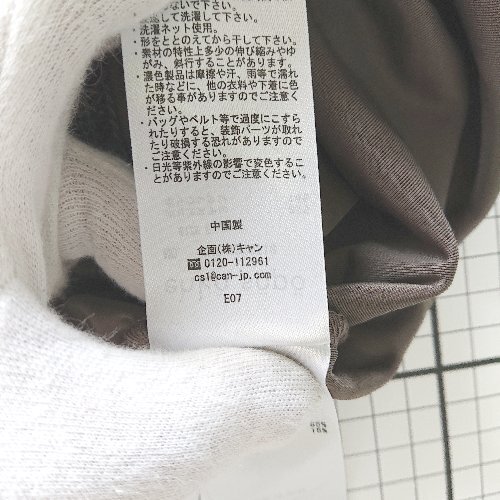 ないで下さい。
返して洗濯して下さい。
・洗濯ネット使用。
・形をととのえてから干して下さい。
・素材の特性上多少の伸び縮みやゆ
がみ、斜行することがあります。
・濃色製品は摩擦や汗、雨等で濡れ
た時などに、他の衣料や下着に色
が移る事がありますのでご注意く
ださい。
・バッグやベルト等で過度にこすら
れたりすると、装飾パーツが取れ
たり破損する恐れがありますので
ご注意ください。
・日光等紫外線の影響で変色するこ
とがありますのでご注意ください。
中国製
企画(株)キャン
☎0120-112961
cs1@can-jp.com
E07